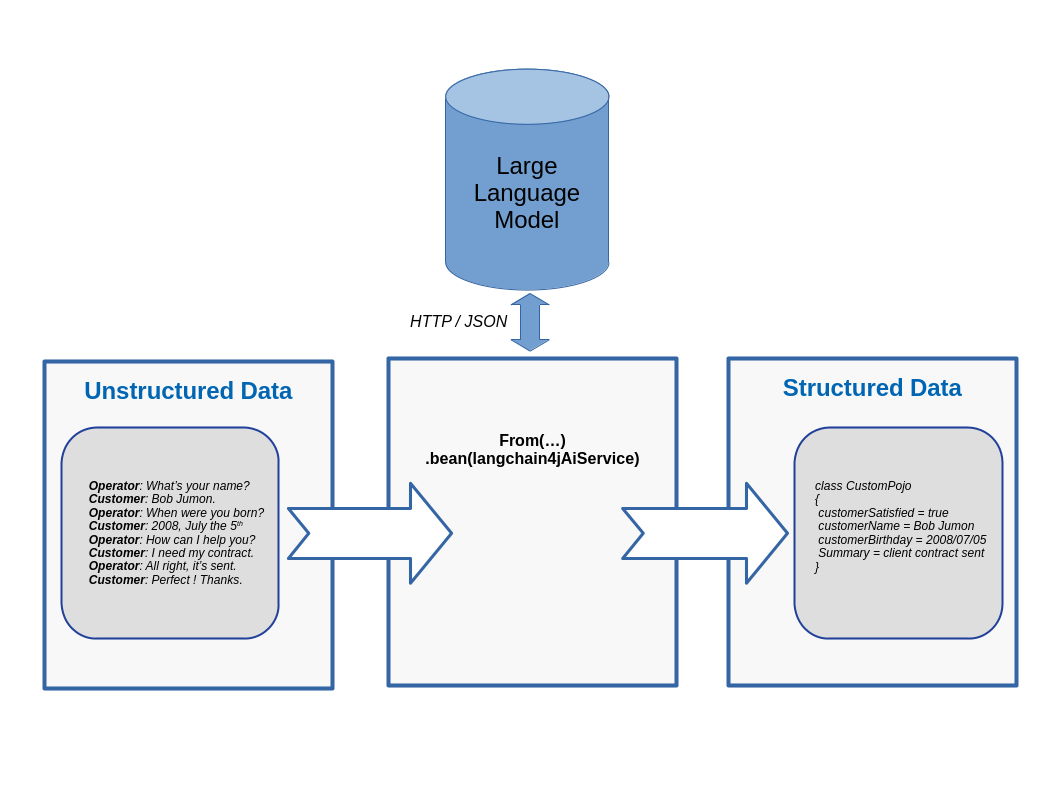 Large
Language
Model
HTTP / JSON
Unstructured Data
Operator: What's your name?
Customer: Bob Jumon.
Operator: When were you born?
Customer: 2008, July the 5th
Operator: How can I help you?
Customer: I need my contract.
Operator: All right, it's sent.
Customer: Perfect ! Thanks.
From(…)
.bean(langchain4jAiService)
Structured Data
class CustomPojo
{
customerSatisfied = true
customerName = Bob Jumon
customerBirthday = 2008/07/05
Summary = client contract sent
}